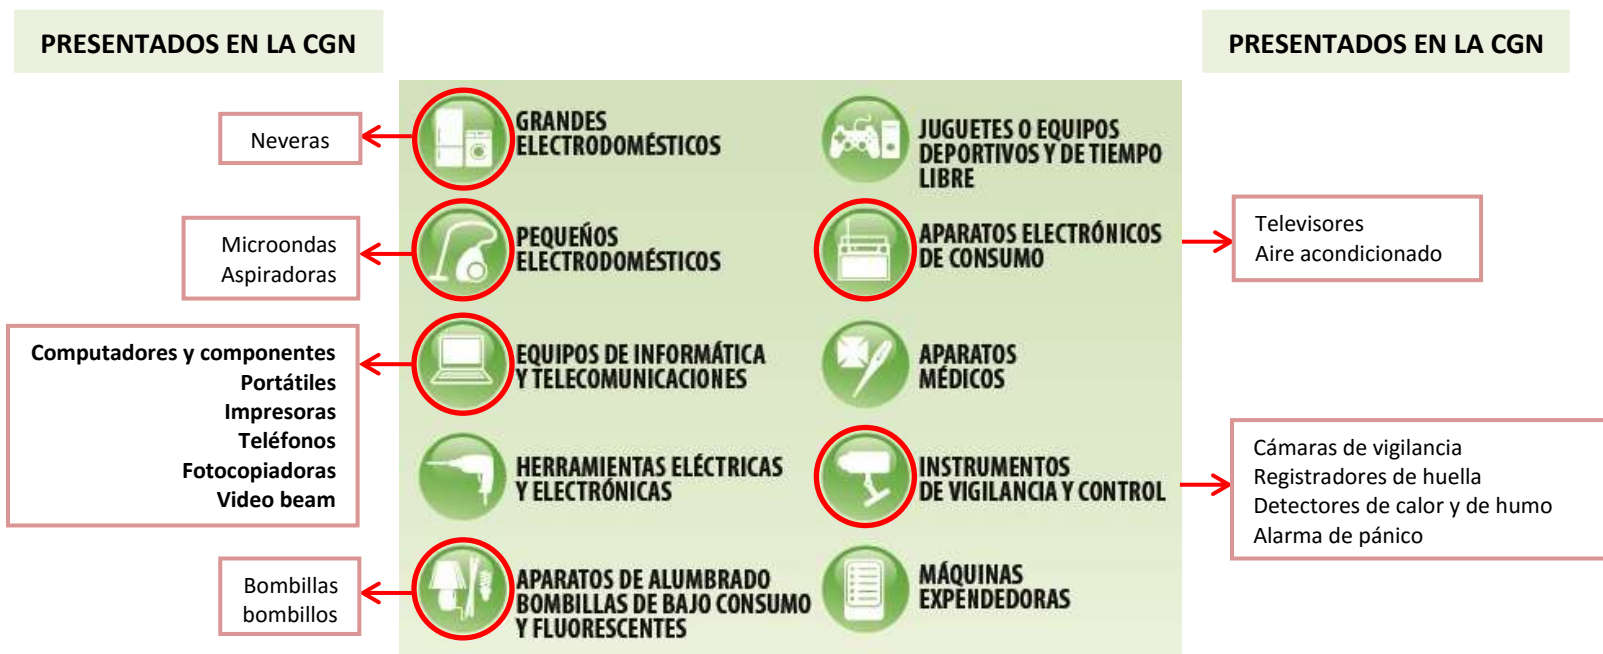 PRESENTADOS EN LA CGN
PRESENTADOS EN LA CGN
Neveras
GRANDES
ELECTRODOMÉSTICOS
JUGUETES O EQUIPOS
DEPORTIVOS Y DE TIEMPO
LIBRE
Microondas
Aspiradoras
PEQUEÑOS
ELECTRODOMÉSTICOS
APARATOS ELECTRÓNICOS
DE CONSUMO
Televisores
Aire acondicionado
Computadores y componentes
Portátiles
Impresoras
Teléfonos
Fotocopiadoras
Video beam
EQUIPOS DE INFORMÁTICA
Y TELECOMUNICACIONES
APARATOS
MÉDICOS
HERRAMIENTAS ELÉCTRICAS
Y ELECTRÓNICAS
INSTRUMENTOS
DE VIGILANCIA Y CONTROL
Cámaras de vigilancia
Registradores de huella
Detectores de calor y de humo
Alarma de pánico
Bombillas
bombillos
APARATOS DE ALUMBRADO
BOMBILLAS DE BAJO CONSUMO
Y FLUORESCENTES
MÁQUINAS
EXPENDEDORAS